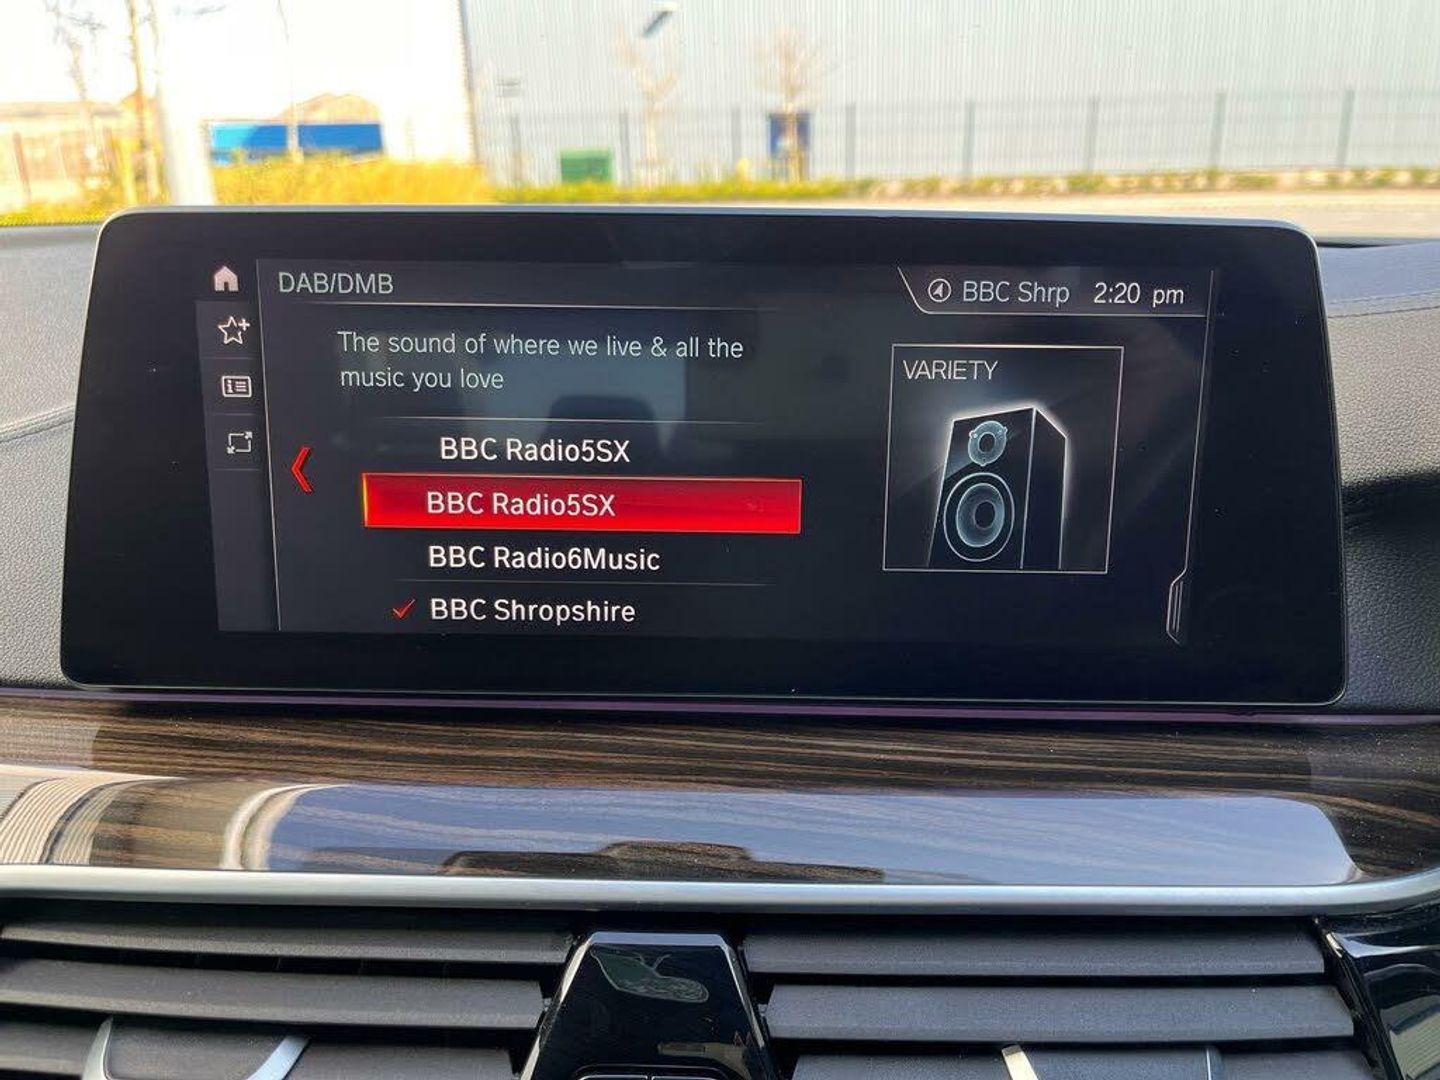 DAB/DMB
BBC Shrp 2:20 pm
The sound of where we live & all the
music you love
VARIETY
BBC Radio5SX
BBC Radio5SX
BBC Radio6Music
BBC Shropshire